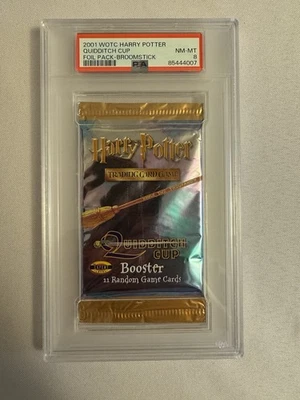 2001 WOTC HARRY POTTER
QUIDDITCH CUP
FOIL PACK-BROOMSTICK
NM-MT
8
PSA
85444007
Harry Potter
TRADING CARD GAME
QUIDDITCH
CUP
Booster
11 Random Game Cards